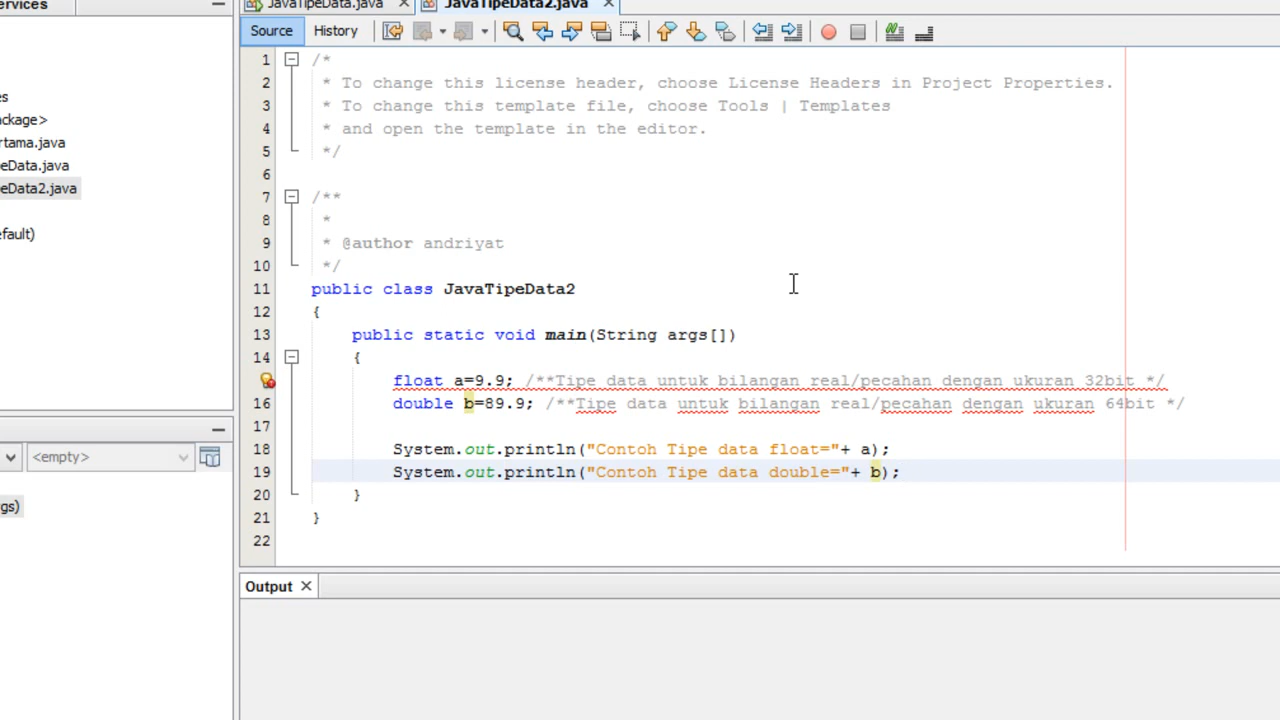 ervices
JavaTipeData.java × JavaTipeData2.java ×
Source History
1 /*
2 * To change this license header, choose License Headers in Project Properties.
3 * To change this template file, choose Tools | Templates
4 * and open the template in the editor.
5 */
6
7 /**
8 *
9 * @author andriyat
10 */
11 public class JavaTipeData2
12 {
13 public static void main(String args[])
14 {
float a=9.9; /**Tipe data untuk bilangan real/pecahan dengan ukuran 32bit */
16 double b=89.9; /**Tipe data untuk bilangan real/pecahan dengan ukuran 64bit */
17
18 System.out.println("Contoh Tipe data float="+ a);
19 System.out.println("Contoh Tipe data double="+ b);
20 }
21 }
22
es
ackage>
rtama.java
eData.java
eData2.java
efault)
<empty>
gs)
Output ×